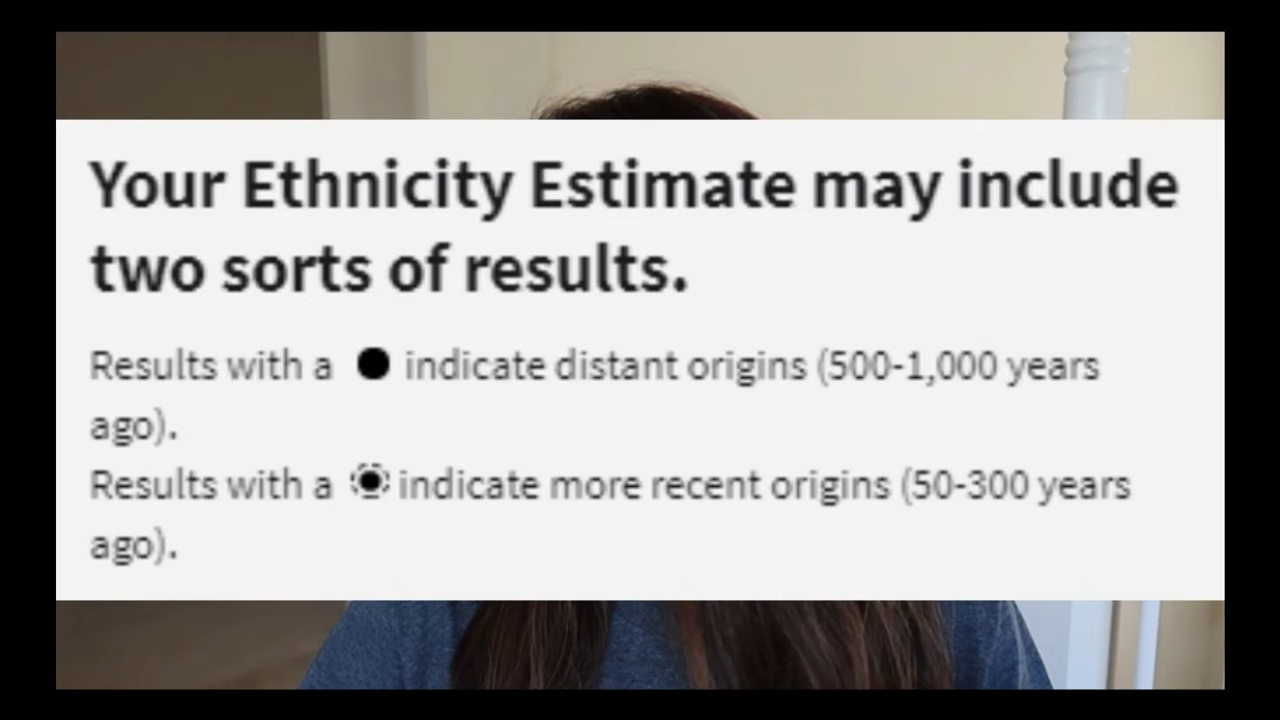 Your Ethnicity Estimate may include
two sorts of results.
Results with a ● indicate distant origins (500-1,000 years
ago).
Results with a indicate more recent origins (50-300 years
ago).